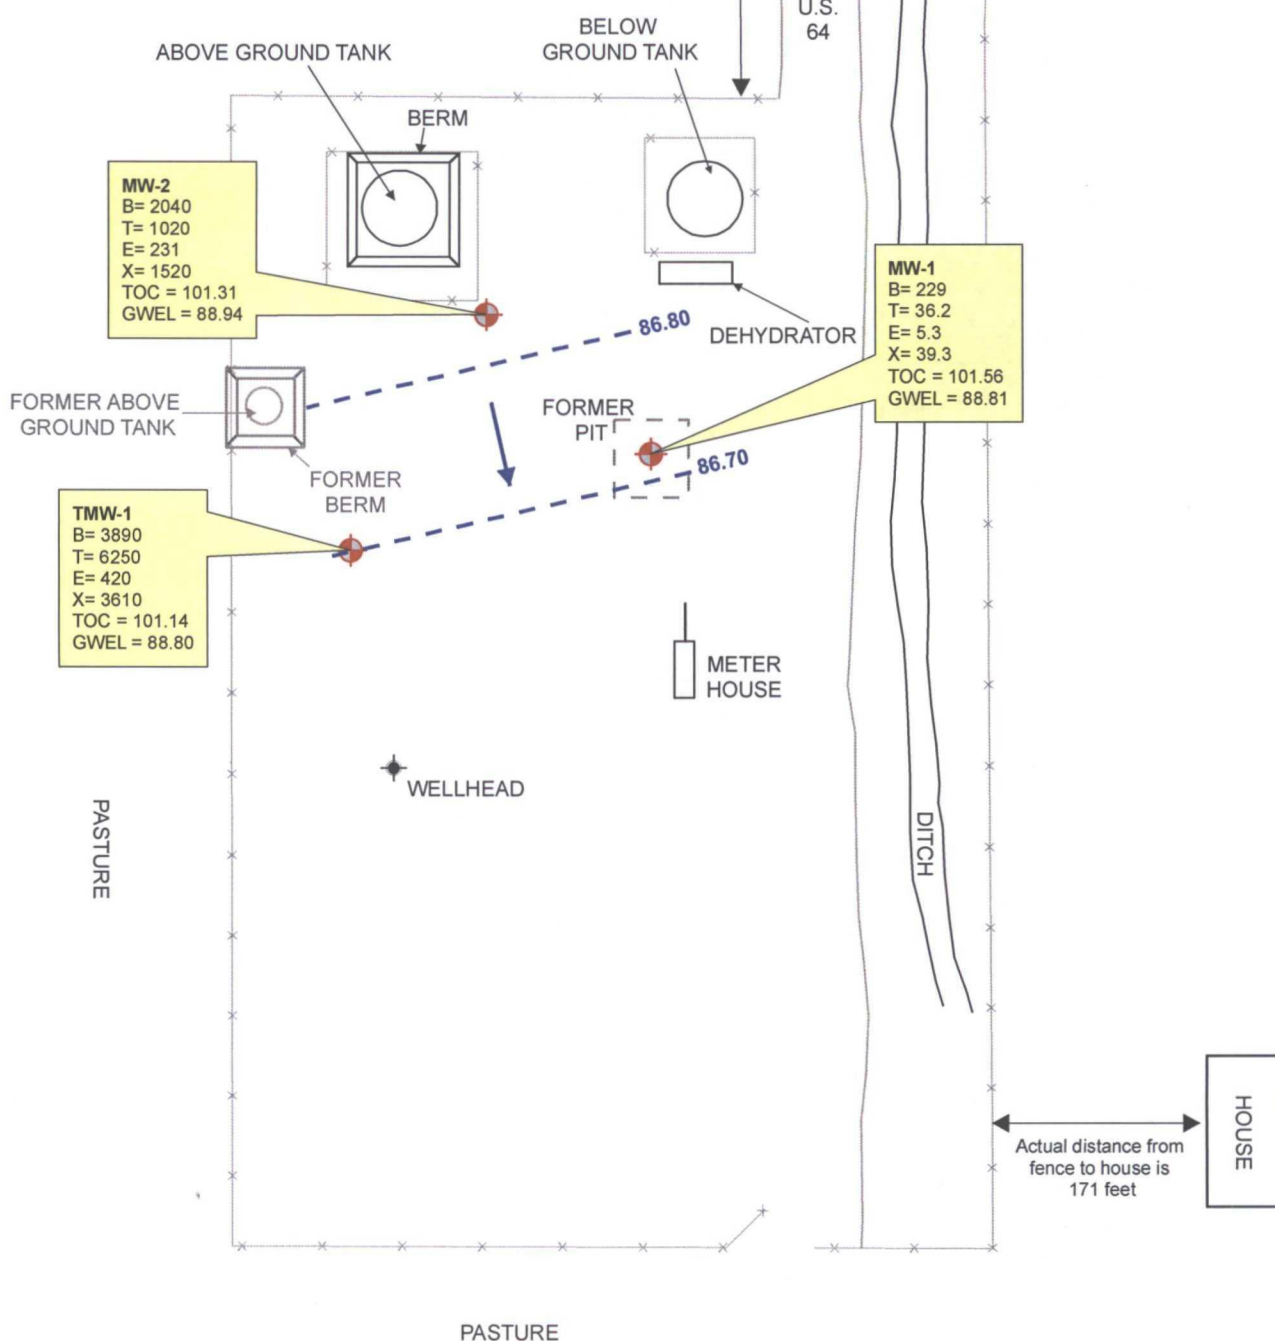 U.S.
64
BELOW
GROUND TANK
ABOVE GROUND TANK
BERM
MW-2
B= 2040
T= 1020
E= 231
X= 1520
TOC = 101.31
GWEL = 88.94
MW-1
B= 229
T= 36.2
E= 5.3
X= 39.3
TOC = 101.56
GWEL = 88.81
86.80
DEHYDRATOR
FORMER ABOVE
GROUND TANK
FORMER
PIT
86.70
FORMER
BERM
TMW-1
B= 3890
T= 6250
E= 420
X= 3610
TOC = 101.14
GWEL = 88.80
METER
HOUSE
WELLHEAD
PASTURE
DITCH
HOUSE
Actual distance from
fence to house is
171 feet
PASTURE